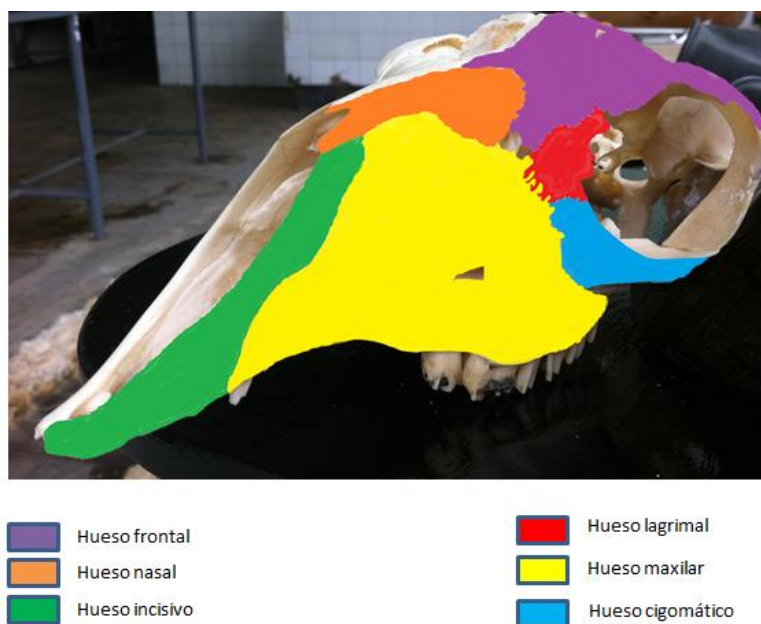 Hueso frontal
Hueso nasal
Hueso incisivo
Hueso lagrimal
Hueso maxilar
Hueso cigomático